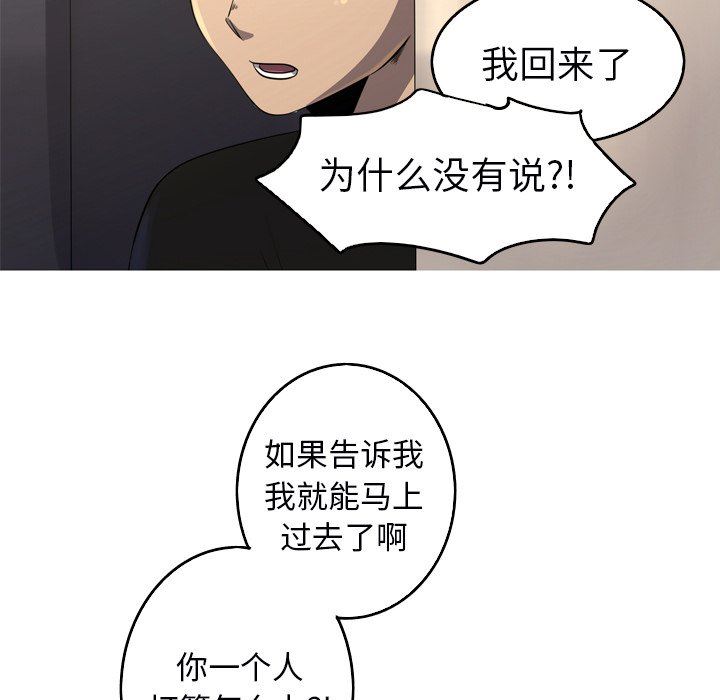 我回来了
为什么没有说?!
如果告诉我
我就能马上
过去了啊
你一个人